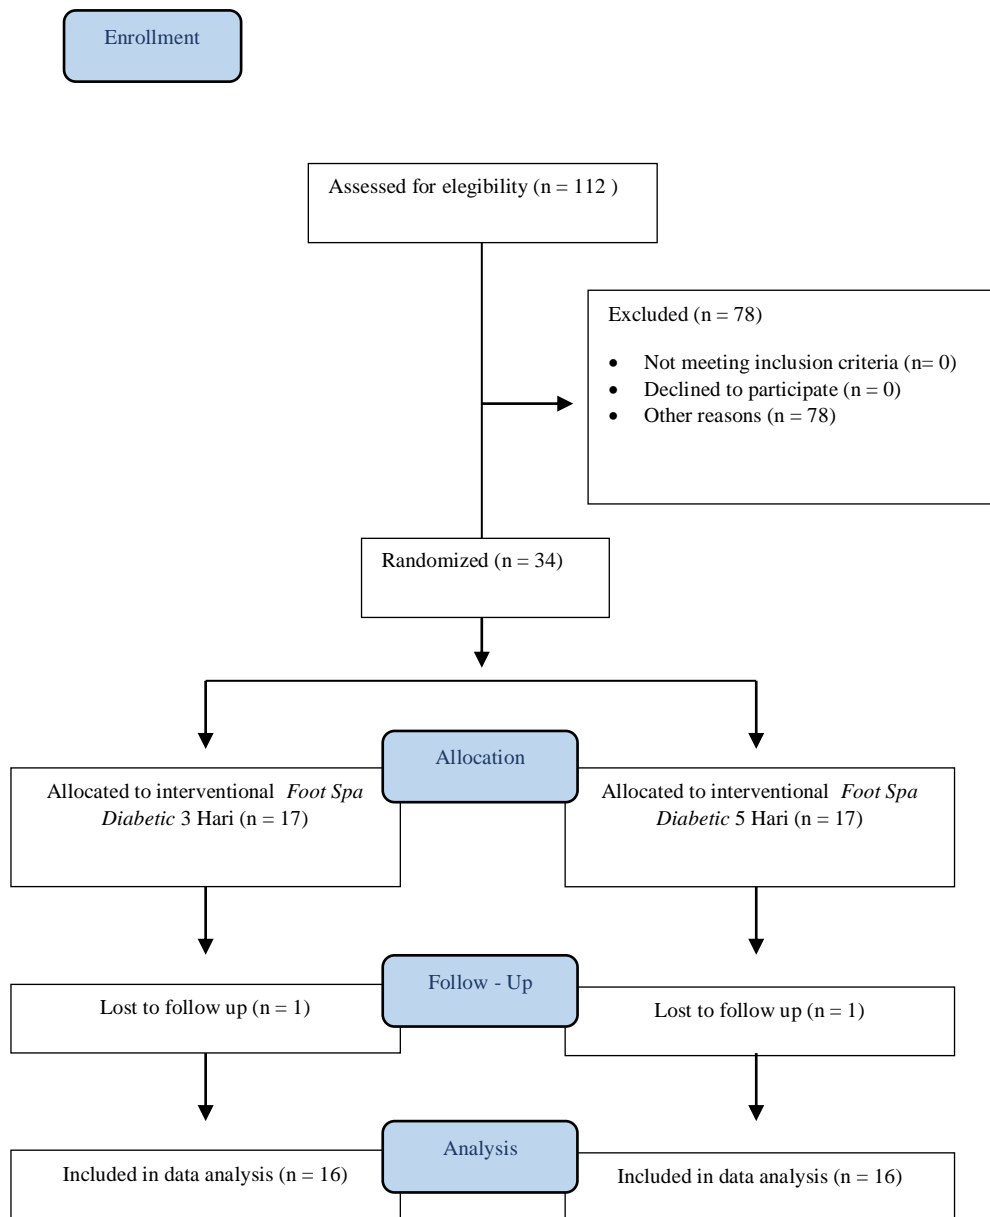 Enrollment
Assessed for elegibility (n = 112 )
Excluded (n = 78)
• Not meeting inclusion criteria (n= 0)
• Declined to participate (n = 0)
• Other reasons (n = 78)
Randomized (n = 34)
Allocation
Allocated to interventional Foot Spa
Diabetic 3 Hari (n = 17)
Allocated to interventional Foot Spa
Diabetic 5 Hari (n = 17)
Follow - Up
Lost to follow up (n = 1)
Lost to follow up (n = 1)
Analysis
Included in data analysis (n = 16)
Included in data analysis (n = 16)